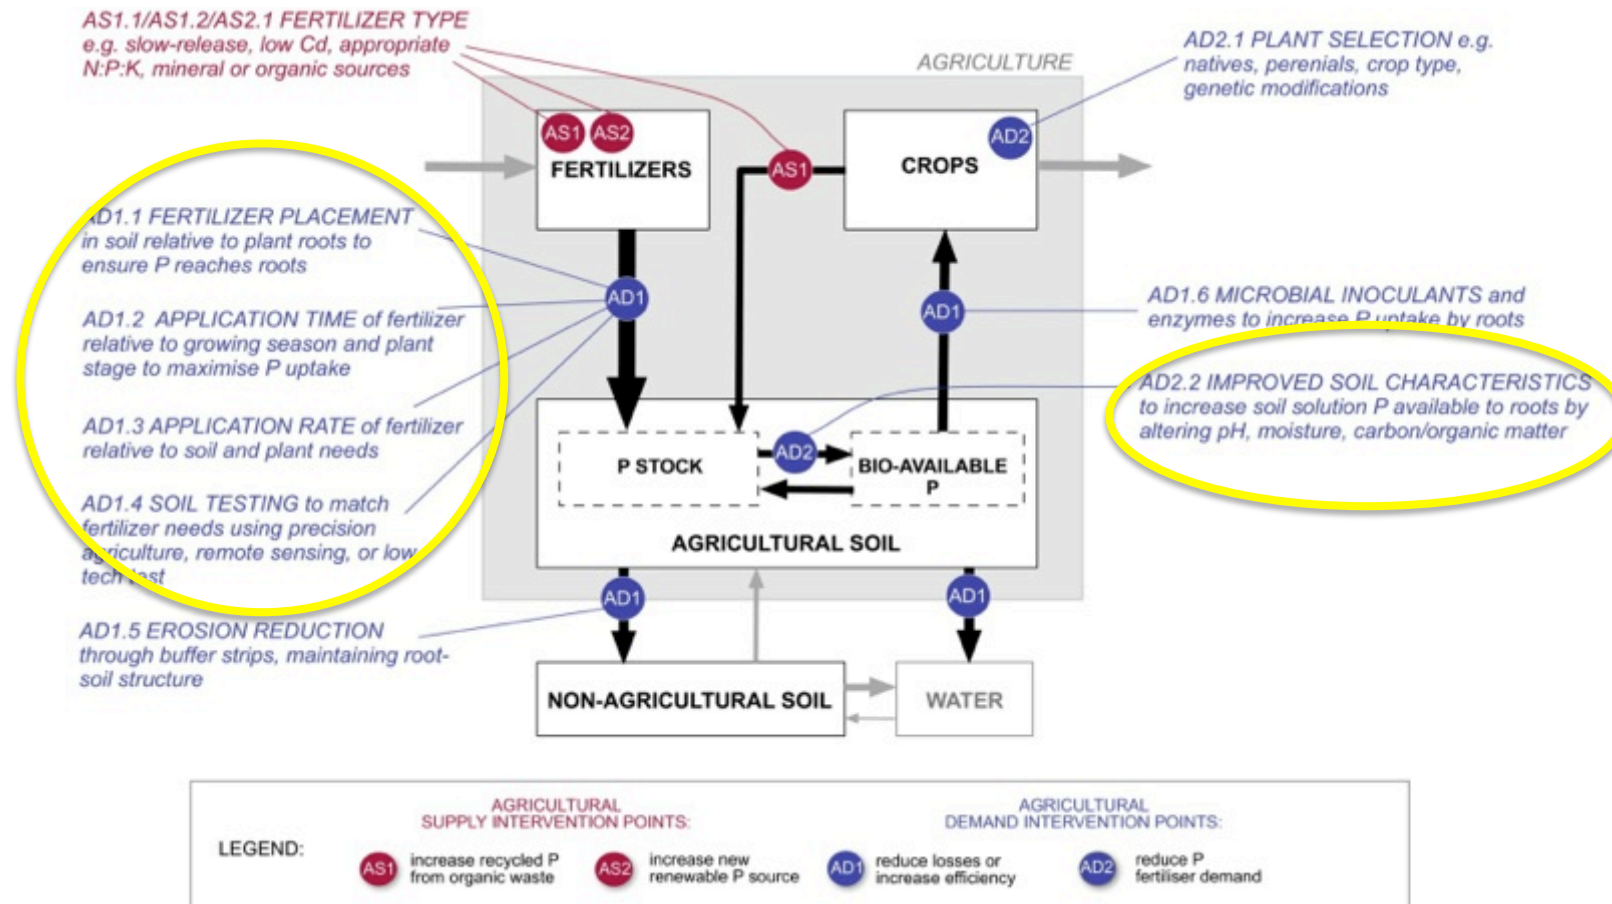 AS1.1/AS1.2/AS2.1 FERTILIZER TYPE
e.g. slow-release, low Cd, appropriate
N:P:K, mineral or organic sources
AGRICULTURE
AD2.1 PLANT SELECTION e.g.
natives, perenials, crop type,
genetic modifications
AS1
AS2
FERTILIZERS
AS1
CROPS
AD2
AD1.1 FERTILIZER PLACEMENT
in soil relative to plant roots to
ensure P reaches roots
AD1
AD1.2 APPLICATION TIME of fertilizer
relative to growing season and plant
stage to maximise P uptake
AD1.3 APPLICATION RATE of fertilizer
relative to soil and plant needs
AD1.4 SOIL TESTING to match
fertilizer needs using precision
agriculture, remote sensing, or low
tech test
AD1
AD1.6 MICROBIAL INOCULANTS and
enzymes to increase P uptake by roots
AD2.2 IMPROVED SOIL CHARACTERISTICS
to increase soil solution P available to roots by
altering pH, moisture, carbon/organic matter
P STOCK
AD2
BIO-AVAILABLE
P
AGRICULTURAL SOIL
AD1
AD1
AD1.5 EROSION REDUCTION
through buffer strips, maintaining root-
soil structure
NON-AGRICULTURAL SOIL
WATER
LEGEND:
AGRICULTURAL
SUPPLY INTERVENTION POINTS:
AS1
increase recycled P
from organic waste
AS2
increase new
renewable P source
AGRICULTURAL
DEMAND INTERVENTION POINTS:
AD1
reduce losses or
increase efficiency
AD2
reduce P
fertiliser demand